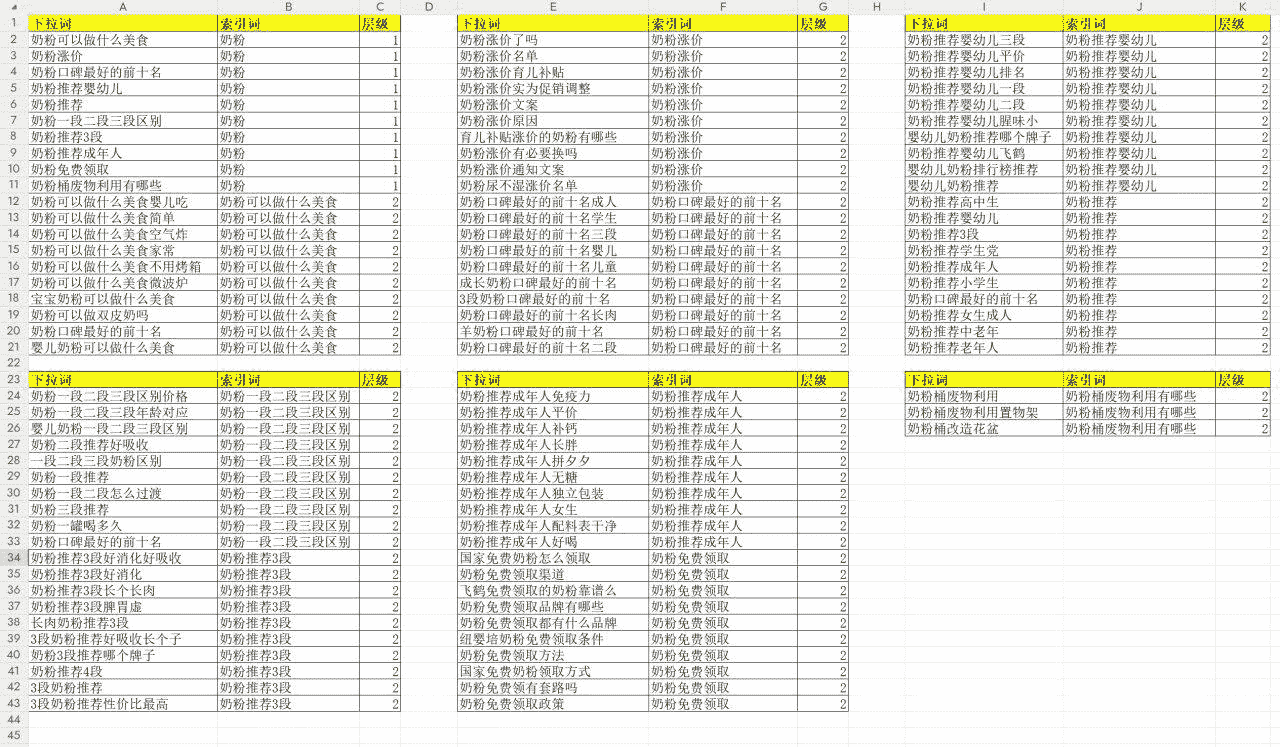 A B C D E F G H I J K
1 下拉词 索引词 层级 下拉词 索引词 层级 下拉词 索引词 层级
2 奶粉可以做什么美食 奶粉 1 奶粉涨价了吗 奶粉涨价 2 奶粉推荐婴幼儿三段 奶粉推荐婴幼儿 2
3 奶粉涨价 奶粉 1 奶粉涨价名单 奶粉涨价 2 奶粉推荐婴幼儿平价 奶粉推荐婴幼儿 2
4 奶粉口碑最好的前十名 奶粉 1 奶粉涨价育儿补贴 奶粉涨价 2 奶粉推荐婴幼儿排名 奶粉推荐婴幼儿 2
5 奶粉推荐婴幼儿 奶粉 1 奶粉涨价实为促销调整 奶粉涨价 2 奶粉推荐婴幼儿一段 奶粉推荐婴幼儿 2
6 奶粉推荐 奶粉 1 奶粉涨价文案 奶粉涨价 2 奶粉推荐婴幼儿二段 奶粉推荐婴幼儿 2
7 奶粉一段二段三段区别 奶粉 1 奶粉涨价原因 奶粉涨价 2 奶粉推荐婴幼儿腥味小 奶粉推荐婴幼儿 2
8 奶粉推荐3段 奶粉 1 育儿补贴涨价的奶粉有哪些 奶粉涨价 2 婴幼儿奶粉推荐哪个牌子 奶粉推荐婴幼儿 2
9 奶粉推荐成年人 奶粉 1 奶粉涨价有必要换吗 奶粉涨价 2 奶粉推荐婴幼儿飞鹤 奶粉推荐婴幼儿 2
10 奶粉免费领取 奶粉 1 奶粉涨价通知文案 奶粉涨价 2 婴幼儿奶粉排行榜推荐 奶粉推荐婴幼儿 2
11 奶粉桶废物利用有哪些 奶粉 1 奶粉尿不湿涨价名单 奶粉涨价 2 婴幼儿奶粉推荐 奶粉推荐婴幼儿 2
12 奶粉可以做什么美食婴儿吃 奶粉可以做什么美食 2 奶粉口碑最好的前十名成人 奶粉口碑最好的前十名 2 奶粉推荐高中生 奶粉推荐 2
13 奶粉可以做什么美食简单 奶粉可以做什么美食 2 奶粉口碑最好的前十名学生 奶粉口碑最好的前十名 2 奶粉推荐婴幼儿 奶粉推荐 2
14 奶粉可以做什么美食空气炸 奶粉可以做什么美食 2 奶粉口碑最好的前十名三段 奶粉口碑最好的前十名 2 奶粉推荐3段 奶粉推荐 2
15 奶粉可以做什么美食家常 奶粉可以做什么美食 2 奶粉口碑最好的前十名婴儿 奶粉口碑最好的前十名 2 奶粉推荐学生党 奶粉推荐 2
16 奶粉可以做什么美食不用烤箱 奶粉可以做什么美食 2 奶粉口碑最好的前十名儿童 奶粉口碑最好的前十名 2 奶粉推荐成年人 奶粉推荐 2
17 奶粉可以做什么美食微波炉 奶粉可以做什么美食 2 成长奶粉口碑最好的前十名 奶粉口碑最好的前十名 2 奶粉推荐小学生 奶粉推荐 2
18 宝宝奶粉可以做什么美食 奶粉可以做什么美食 2 3段奶粉口碑最好的前十名 奶粉口碑最好的前十名 2 奶粉口碑最好的前十名 奶粉推荐 2
19 奶粉可以做双皮奶吗 奶粉可以做什么美食 2 奶粉口碑最好的前十名长肉 奶粉口碑最好的前十名 2 奶粉推荐女生成人 奶粉推荐 2
20 奶粉口碑最好的前十名 奶粉可以做什么美食 2 羊奶粉口碑最好的前十名 奶粉口碑最好的前十名 2 奶粉推荐中老年 奶粉推荐 2
21 婴儿奶粉可以做什么美食 奶粉可以做什么美食 2 奶粉口碑最好的前十名二段 奶粉口碑最好的前十名 2 奶粉推荐老年人 奶粉推荐 2
22
23 下拉词 索引词 层级 下拉词 索引词 层级 下拉词 索引词 层级
24 奶粉一段二段三段区别价格 奶粉一段二段三段区别 2 奶粉推荐成年人免疫力 奶粉推荐成年人 2 奶粉桶废物利用 奶粉桶废物利用有哪些 2
25 奶粉一段二段三段年龄对应 奶粉一段二段三段区别 2 奶粉推荐成年人平价 奶粉推荐成年人 2 奶粉桶废物利用置物架 奶粉桶废物利用有哪些 2
26 婴儿奶粉一段二段三段区别 奶粉一段二段三段区别 2 奶粉推荐成年人补钙 奶粉推荐成年人 2 奶粉桶改造花盆 奶粉桶废物利用有哪些 2
27 奶粉二段推荐好吸收 奶粉一段二段三段区别 2 奶粉推荐成年人长胖 奶粉推荐成年人 2
28 一段二段三段奶粉区别 奶粉一段二段三段区别 2 奶粉推荐成年人拼夕夕 奶粉推荐成年人 2
29 奶粉一段推荐 奶粉一段二段三段区别 2 奶粉推荐成年人无糖 奶粉推荐成年人 2
30 奶粉一段二段怎么过渡 奶粉一段二段三段区别 2 奶粉推荐成年人独立包装 奶粉推荐成年人 2
31 奶粉三段推荐 奶粉一段二段三段区别 2 奶粉推荐成年人女生 奶粉推荐成年人 2
32 奶粉一罐喝多久 奶粉一段二段三段区别 2 奶粉推荐成年人配料表干净 奶粉推荐成年人 2
33 奶粉口碑最好的前十名 奶粉一段二段三段区别 2 奶粉推荐成年人好喝 奶粉推荐成年人 2
34 奶粉推荐3段好消化好吸收 奶粉推荐3段 2 国家免费奶粉怎么领取 奶粉免费领取 2
35 奶粉推荐3段好消化 奶粉推荐3段 2 奶粉免费领取渠道 奶粉免费领取 2
36 奶粉推荐3段长个长肉 奶粉推荐3段 2 飞鹤免费领取的奶粉靠谱么 奶粉免费领取 2
37 奶粉推荐3段脾胃虚 奶粉推荐3段 2 奶粉免费领取品牌有哪些 奶粉免费领取 2
38 长肉奶粉推荐3段 奶粉推荐3段 2 奶粉免费领取都有什么品牌 奶粉免费领取 2
39 3段奶粉推荐好吸收长个子 奶粉推荐3段 2 纽婴培奶粉免费领取条件 奶粉免费领取 2
40 奶粉3段推荐哪个牌子 奶粉推荐3段 2 奶粉免费领取方法 奶粉免费领取 2
41 奶粉推荐4段 奶粉推荐3段 2 国家免费奶粉领取方式 奶粉免费领取 2
42 3段奶粉推荐 奶粉推荐3段 2 奶粉免费领有套路吗 奶粉免费领取 2
43 3段奶粉推荐性价比最高 奶粉推荐3段 2 奶粉免费领取政策 奶粉免费领取 2
44
45